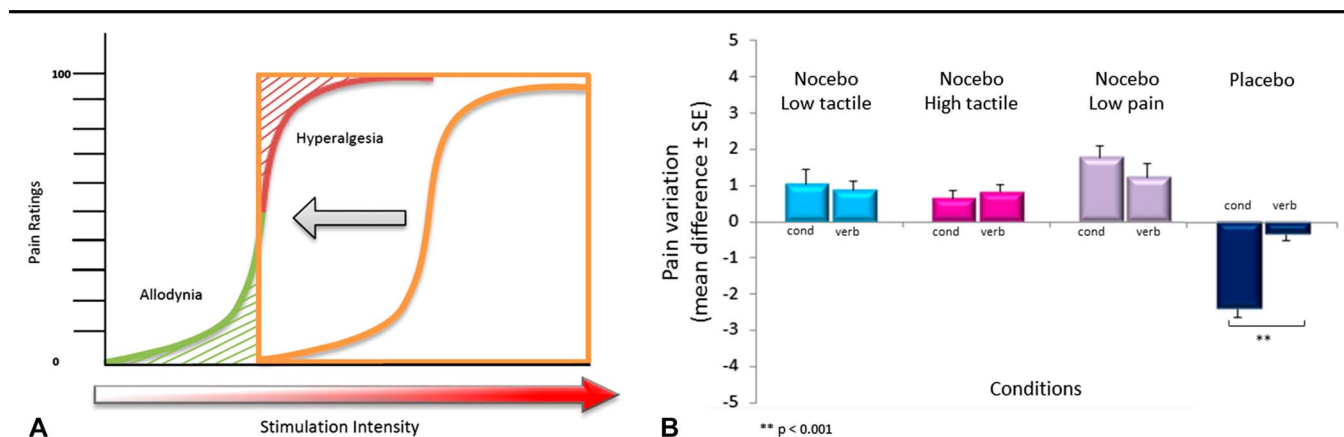 100
0
Pain Ratings
Hyperalgesia
Allodynia
Stimulation Intensity
A
5
4
3
2
1
0
-1
-2
-3
-4
-5
Pain variation
(mean difference ± SE)
Nocebo
Low tactile
Nocebo
High tactile
Nocebo
Low pain
Placebo
cond
verb
cond
verb
cond
verb
cond
verb
**
Conditions
B
** p < 0.001